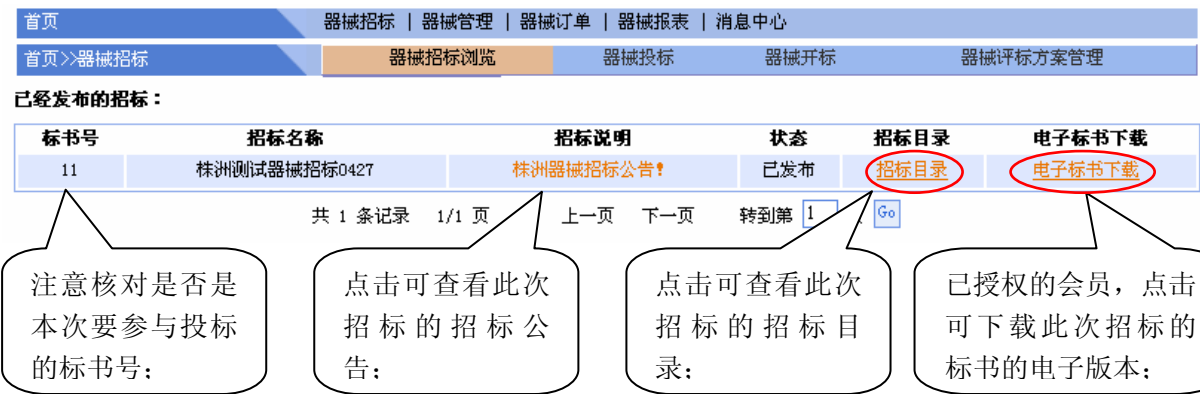 首页 器械招标 | 器械管理 | 器械订单 | 器械报表 | 消息中心
首页>>器械招标 器械招标浏览 器械投标 器械开标 器械评标方案管理
已经发布的招标：
标书号 招标名称 招标说明 状态 招标目录 电子标书下载
11 株洲测试器械招标0427 株洲器械招标公告！ 已发布 招标目录 电子标书下载
共 1 条记录 1/1 页 上一页 下一页 转到第 1 Go
注意核对是否是
本次要参与投标
的标书号；
点击可查看此次
招标的招标公
告；
点击可查看此次
招标的招标目
录；
已授权的会员，点击
可下载此次招标的
标书的电子版本；